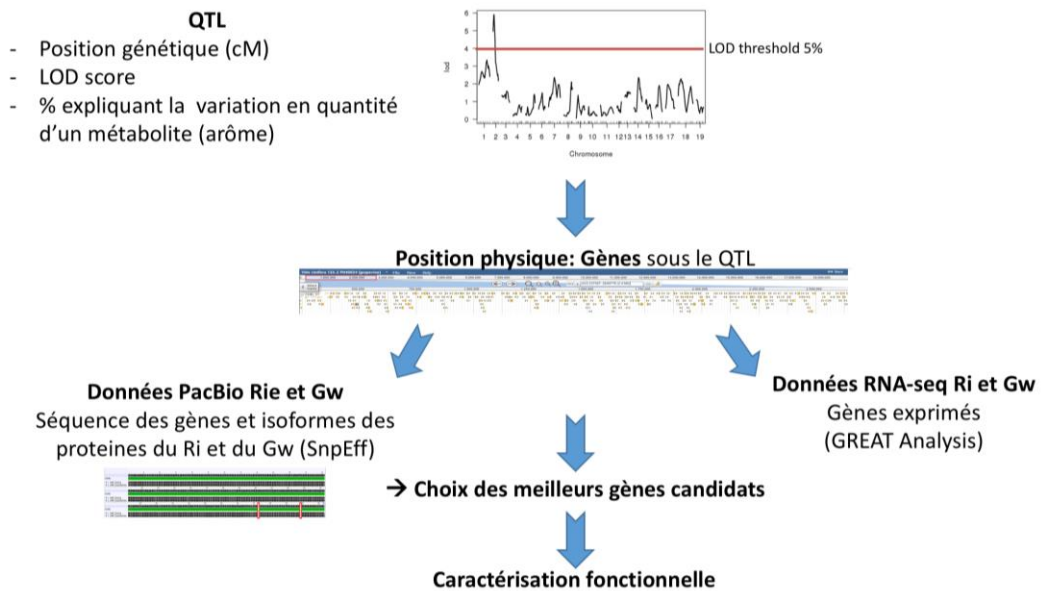 QTL
- Position génétique (cM)
- LOD score
- % expliquant la variation en quantité
d'un métabolite (arôme)
6
5
4
3
2
1
0
lod
LOD threshold 5%
1 2 3 4 5 6 7 8 9 10 11 1213 14 15 16 17 18 19
Chromosome
Position physique: Gènes sous le QTL
Données PacBio Rie et Gw
Séquence des gènes et isoformes des
proteines du Ri et du Gw (SnpEff)
Données RNA-seq Ri et Gw
Gènes exprimés
(GREAT Analysis)
→ Choix des meilleurs gènes candidats
Caractérisation fonctionnelle